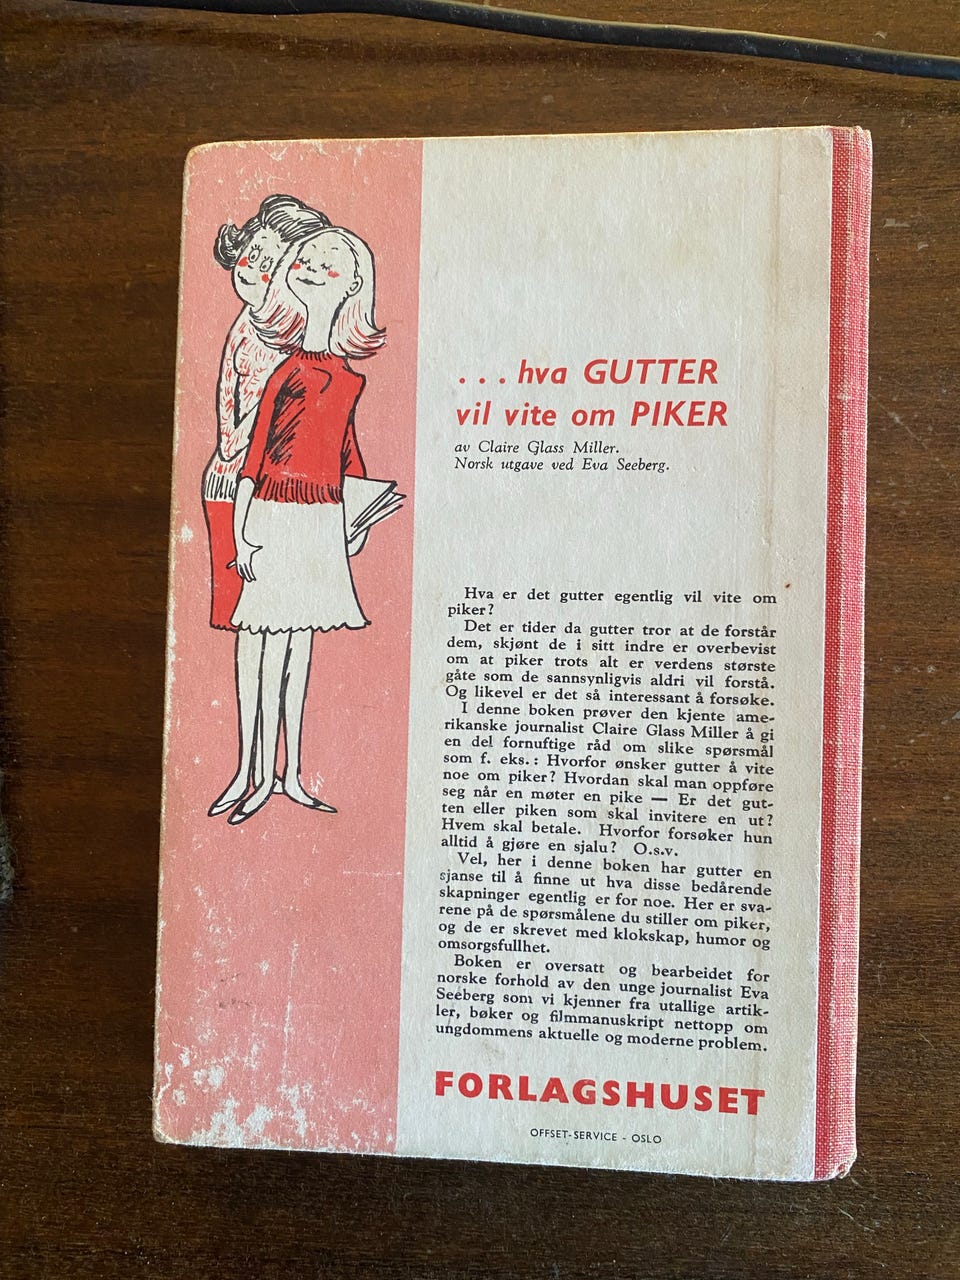 . . . hva GUTTER
vil vite om PIKER
av Claire Glass Miller.
Norsk utgave ved Eva Seeberg.
Hva er det gutter egentlig vil vite om
piker?
Det er tider da gutter tror at de forstår
dem, skjønt de i sitt indre er overbevist
om at piker trots alt er verdens største
gåte som de sannsynligvis aldri vil forstå.
Og likevel er det så interessant å forsøke.
I denne boken prøver den kjente ame-
rikanske journalist Claire Glass Miller å gi
en del fornuftige råd om slike spørsmål
som f. eks.: Hvorfor ønsker gutter å vite
noe om piker? Hvordan skal man oppføre
seg når en møter en pike — Er det gut-
ten eller piken som skal invitere en ut?
Hvem skal betale. Hvorfor forsøker hun
alltid å gjøre en sjalu? O.s.v.
Vel, her i denne boken har gutter en
sjanse til å finne ut hva disse bedårende
skapninger egentlig er for noe. Her er sva-
rene på de spørsmålene du stiller om piker,
og de er skrevet med klokskap, humor og
omsorgsfullhet.
Boken er oversatt og bearbeidet for
norske forhold av den unge journalist Eva
Seeberg som vi kjenner fra utallige artik-
ler, bøker og filmmanuskript nettopp om
ungdommens aktuelle og moderne problem.
FORLAGSHUSET
OFFSET-SERVICE - OSLO